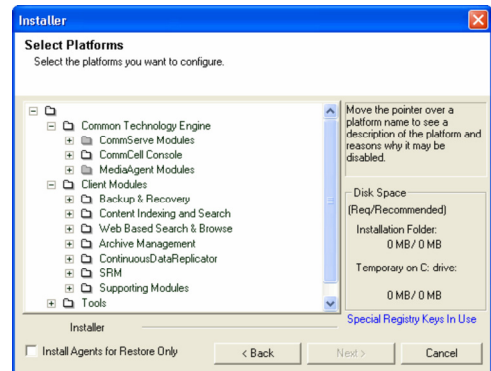 Installer
Select Platforms
Select the platforms you want to configure.
Common Technology Engine
CommServe Modules
CommCell Console
MediaAgent Modules
Client Modules
Backup & Recovery
Content Indexing and Search
Web Based Search & Browse
Archive Management
ContinuousDataReplicator
SRM
Supporting Modules
Tools
Move the pointer over a
platform name to see a
description of the platform and
reasons why it may be
disabled.
Disk Space
(Req/Recommended)
Installation Folder:
0 MB/ 0 MB
Temporary on C: drive:
0 MB/ 0 MB
Special Registry Keys In Use
Installer
Install Agents for Restore Only
< Back
Next >
Cancel